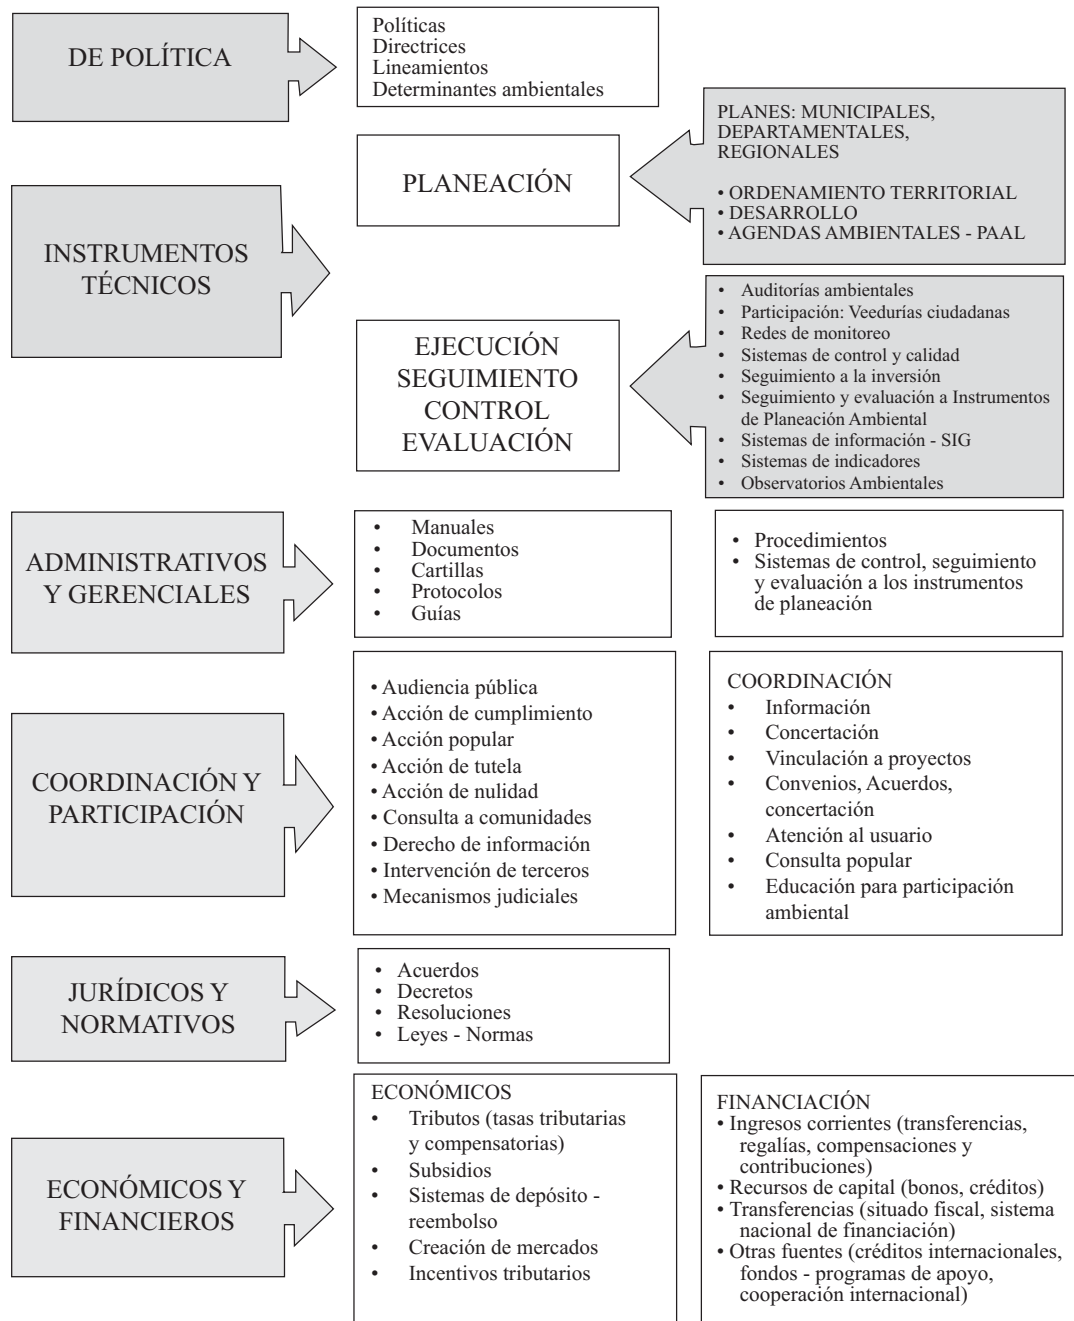 DE POLÍTICA
Políticas
Directrices
Lineamientos
Determinantes ambientales
INSTRUMENTOS
TÉCNICOS
PLANEACIÓN
PLANES: MUNICIPALES,
DEPARTAMENTALES,
REGIONALES
• ORDENAMIENTO TERRITORIAL
• DESARROLLO
• AGENDAS AMBIENTALES - PAAL
EJECUCIÓN
SEGUIMIENTO
CONTROL
EVALUACIÓN
• Auditorías ambientales
• Participación: Veedurías ciudadanas
• Redes de monitoreo
• Sistemas de control y calidad
• Seguimiento a la inversión
• Seguimiento y evaluación a Instrumentos
de Planeación Ambiental
• Sistemas de información - SIG
• Sistemas de indicadores
• Observatorios Ambientales
ADMINISTRATIVOS
Y GERENCIALES
• Manuales
• Documentos
• Cartillas
• Protocolos
• Guías
• Procedimientos
• Sistemas de control, seguimiento
y evaluación a los instrumentos
de planeación
COORDINACIÓN Y
PARTICIPACIÓN
• Audiencia pública
• Acción de cumplimiento
• Acción popular
• Acción de tutela
• Acción de nulidad
• Consulta a comunidades
• Derecho de información
• Intervención de terceros
• Mecanismos judiciales
COORDINACIÓN
• Información
• Concertación
• Vinculación a proyectos
• Convenios, Acuerdos,
concertación
• Atención al usuario
• Consulta popular
• Educación para participación
ambiental
JURÍDICOS Y
NORMATIVOS
• Acuerdos
• Decretos
• Resoluciones
• Leyes - Normas
ECONÓMICOS Y
FINANCIEROS
ECONÓMICOS
• Tributos (tasas tributarias
y compensatorias)
• Subsidios
• Sistemas de depósito -
reembolso
• Creación de mercados
• Incentivos tributarios
FINANCIACIÓN
• Ingresos corrientes (transferencias,
regalías, compensaciones y
contribuciones)
• Recursos de capital (bonos, créditos)
• Transferencias (situado fiscal, sistema
nacional de financiación)
• Otras fuentes (créditos internacionales,
fondos - programas de apoyo,
cooperación internacional)